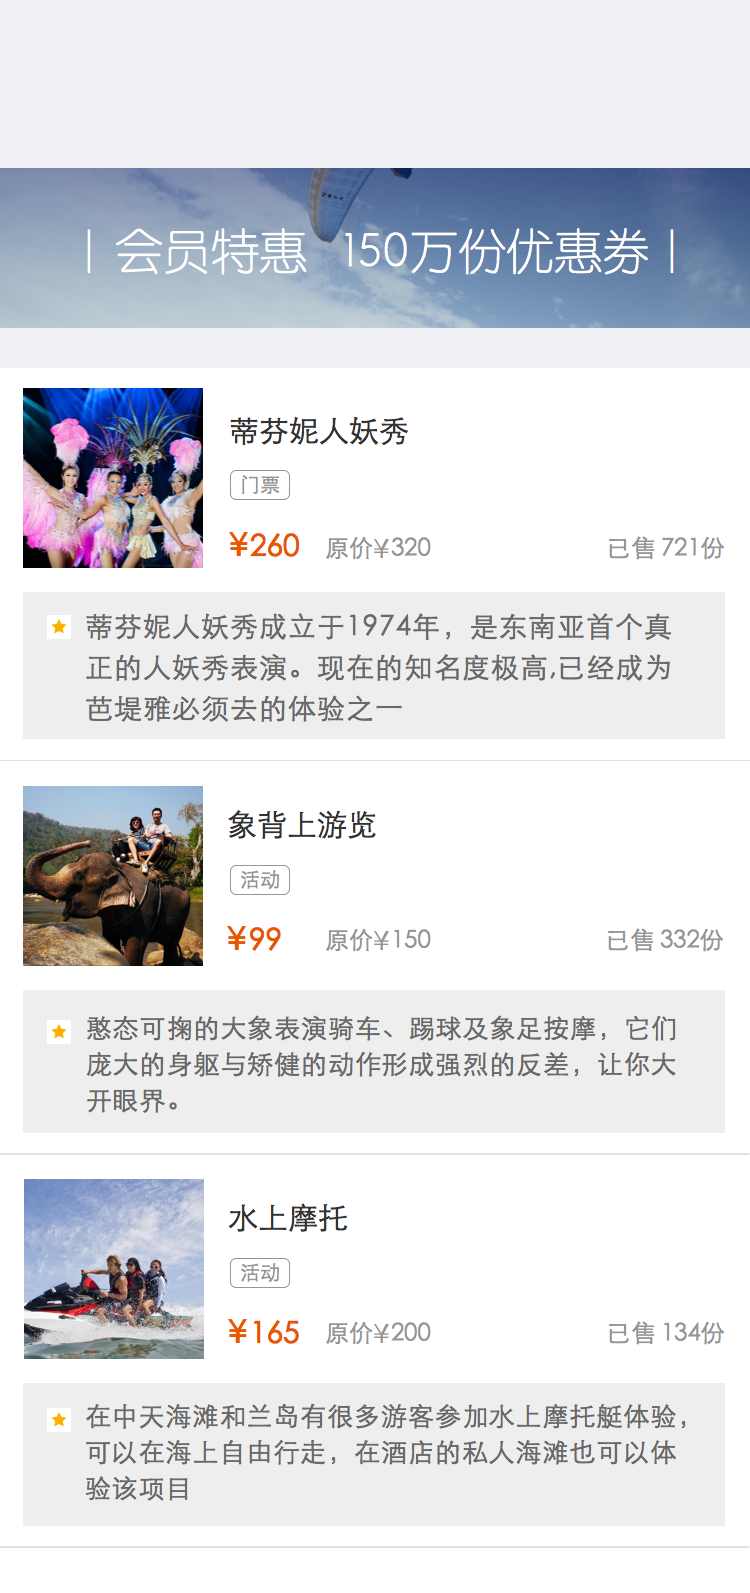 | 会员特惠 150万份优惠券 |
蒂芬妮人妖秀
门票
¥260 原价¥320 已售 721份
蒂芬妮人妖秀成立于1974年，是东南亚首个真
正的人妖秀表演。现在的知名度极高,已经成为
芭堤雅必须去的体验之一
象背上游览
活动
¥99 原价¥150 已售 332份
憨态可掬的大象表演骑车、踢球及象足按摩，它们
庞大的身躯与矫健的动作形成强烈的反差，让你大
开眼界。
水上摩托
活动
¥165 原价¥200 已售 134份
在中天海滩和兰岛有很多游客参加水上摩托艇体验，
可以在海上自由行走，在酒店的私人海滩也可以体
验该项目